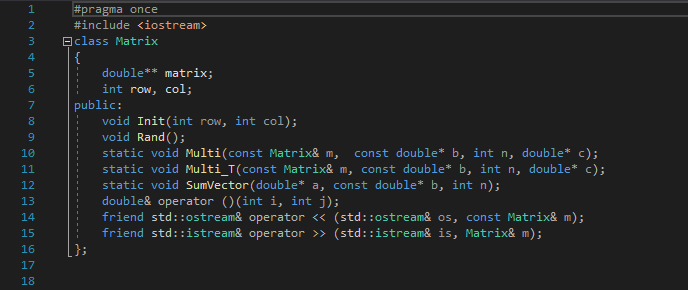 1 #pragma once
2 #include <iostream>
3 class Matrix
4 {
5 double** matrix;
6 int row, col;
7 public:
8 void Init(int row, int col);
9 void Rand();
10 static void Multi(const Matrix& m,  const double* b, int n, double* c);
11 static void Multi_T(const Matrix& m, const double* b, int n, double* c);
12 static void SumVector(double* a, const double* b, int n);
13 double& operator ()(int i, int j);
14 friend std::ostream& operator << (std::ostream& os, const Matrix& m);
15 friend std::istream& operator >> (std::istream& is, Matrix& m);
16 };
17
18